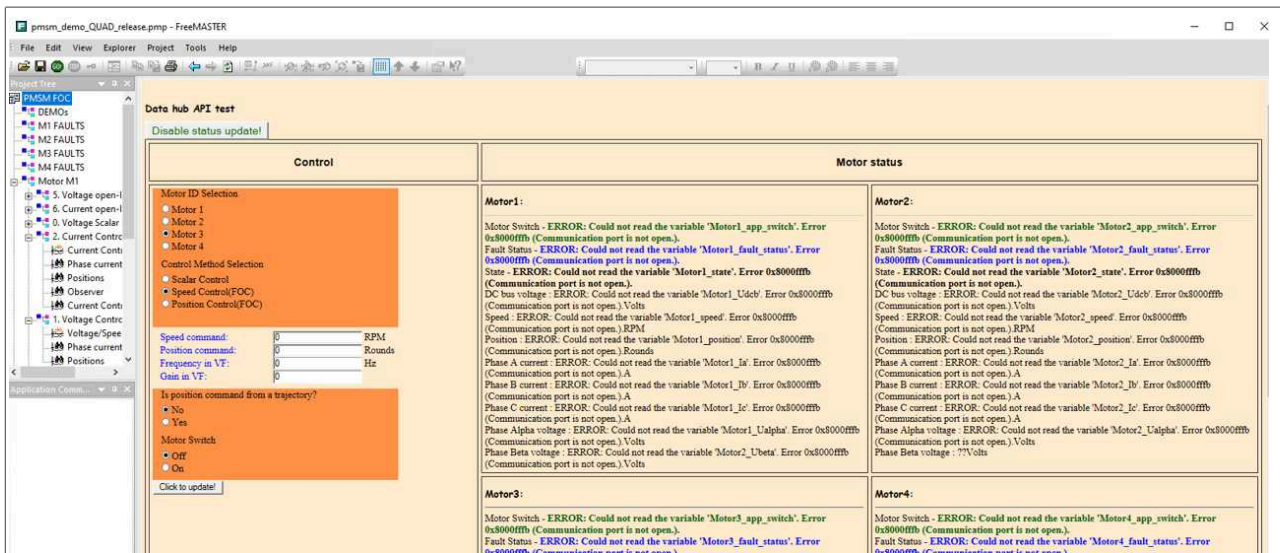 pmsm_demo_QUAD_release.pmp - FreeMASTER
File Edit View Explorer Project Tools Help
Project Tree
PMSM FOC
DEMOs
M1 FAULTS
M2 FAULTS
M3 FAULTS
M4 FAULTS
Motor M1
5. Voltage open-l
6. Current open-l
0. Voltage Scalar
2. Current Contrc
Current Contr
Phase current
Positions
Observer
Current Contr
1. Voltage Contrc
Voltage/Spee
Phase current
Positions
Application Comm...
Data hub API test
Disable status update!
Control
Motor ID Selection
Motor 1
Motor 2
Motor 3
Motor 4
Control Method Selection
Scalar Control
Speed Control(FOC)
Position Control(FOC)
Speed command: 0 RPM
Position command: 0 Rounds
Frequency in VF: 0 Hz
Gain in VF: 0
Is position command from a trajectory?
No
Yes
Motor Switch
Off
On
Click to update!
Motor status
Motor1:
Motor Switch - ERROR: Could not read the variable 'Motor1_app_switch'. Error
0x8000fffb (Communication port is not open.).
Fault Status - ERROR: Could not read the variable 'Motor1_fault_status'. Error
0x8000fffb (Communication port is not open.).
State - ERROR: Could not read the variable 'Motor1_state'. Error 0x8000fffb
(Communication port is not open.).
DC bus voltage : ERROR: Could not read the variable 'Motor1_Udcb'. Error 0x8000fffb
(Communication port is not open.).Volts
Speed : ERROR: Could not read the variable 'Motor1_speed'. Error 0x8000fffb
(Communication port is not open.).RPM
Position : ERROR: Could not read the variable 'Motor1_position'. Error 0x8000fffb
(Communication port is not open.).Rounds
Phase A current : ERROR: Could not read the variable 'Motor1_Ia'. Error 0x8000fffb
(Communication port is not open.).A
Phase B current : ERROR: Could not read the variable 'Motor1_Ib'. Error 0x8000fffb
(Communication port is not open.).A
Phase C current : ERROR: Could not read the variable 'Motor1_Ic'. Error 0x8000fffb
(Communication port is not open.).A
Phase Alpha voltage : ERROR: Could not read the variable 'Motor1_Ualpha'. Error 0x8000fffb
(Communication port is not open.).Volts
Phase Beta voltage : ERROR: Could not read the variable 'Motor2_Ubeta'. Error 0x8000fffb
(Communication port is not open.).Volts
Motor2:
Motor Switch - ERROR: Could not read the variable 'Motor2_app_switch'. Error
0x8000fffb (Communication port is not open.).
Fault Status - ERROR: Could not read the variable 'Motor2_fault_status'. Error
0x8000fffb (Communication port is not open.).
State - ERROR: Could not read the variable 'Motor2_state'. Error 0x8000fffb
(Communication port is not open.).
DC bus voltage : ERROR: Could not read the variable 'Motor2_Udcb'. Error 0x8000fffb
(Communication port is not open.).Volts
Speed : ERROR: Could not read the variable 'Motor2_speed'. Error 0x8000fffb
(Communication port is not open.).RPM
Position : ERROR: Could not read the variable 'Motor2_position'. Error 0x8000fffb
(Communication port is not open.).Rounds
Phase A current : ERROR: Could not read the variable 'Motor2_Ia'. Error 0x8000fffb
(Communication port is not open.).A
Phase B current : ERROR: Could not read the variable 'Motor2_Ib'. Error 0x8000fffb
(Communication port is not open.).A
Phase C current : ERROR: Could not read the variable 'Motor2_Ic'. Error 0x8000fffb
(Communication port is not open.).A
Phase Alpha voltage : ERROR: Could not read the variable 'Motor2_Ualpha'. Error 0x8000fffb
(Communication port is not open.).Volts
Phase Beta voltage : ??Volts
Motor3:
Motor Switch - ERROR: Could not read the variable 'Motor3_app_switch'. Error
0x8000fffb (Communication port is not open.).
Fault Status - ERROR: Could not read the variable 'Motor3_fault_status'. Error
0x8000fffb (Communication port is not open.).
Motor4:
Motor Switch - ERROR: Could not read the variable 'Motor4_app_switch'. Error
0x8000fffb (Communication port is not open.).
Fault Status - ERROR: Could not read the variable 'Motor4_fault_status'. Error
0x8000fffb (Communication port is not open.).